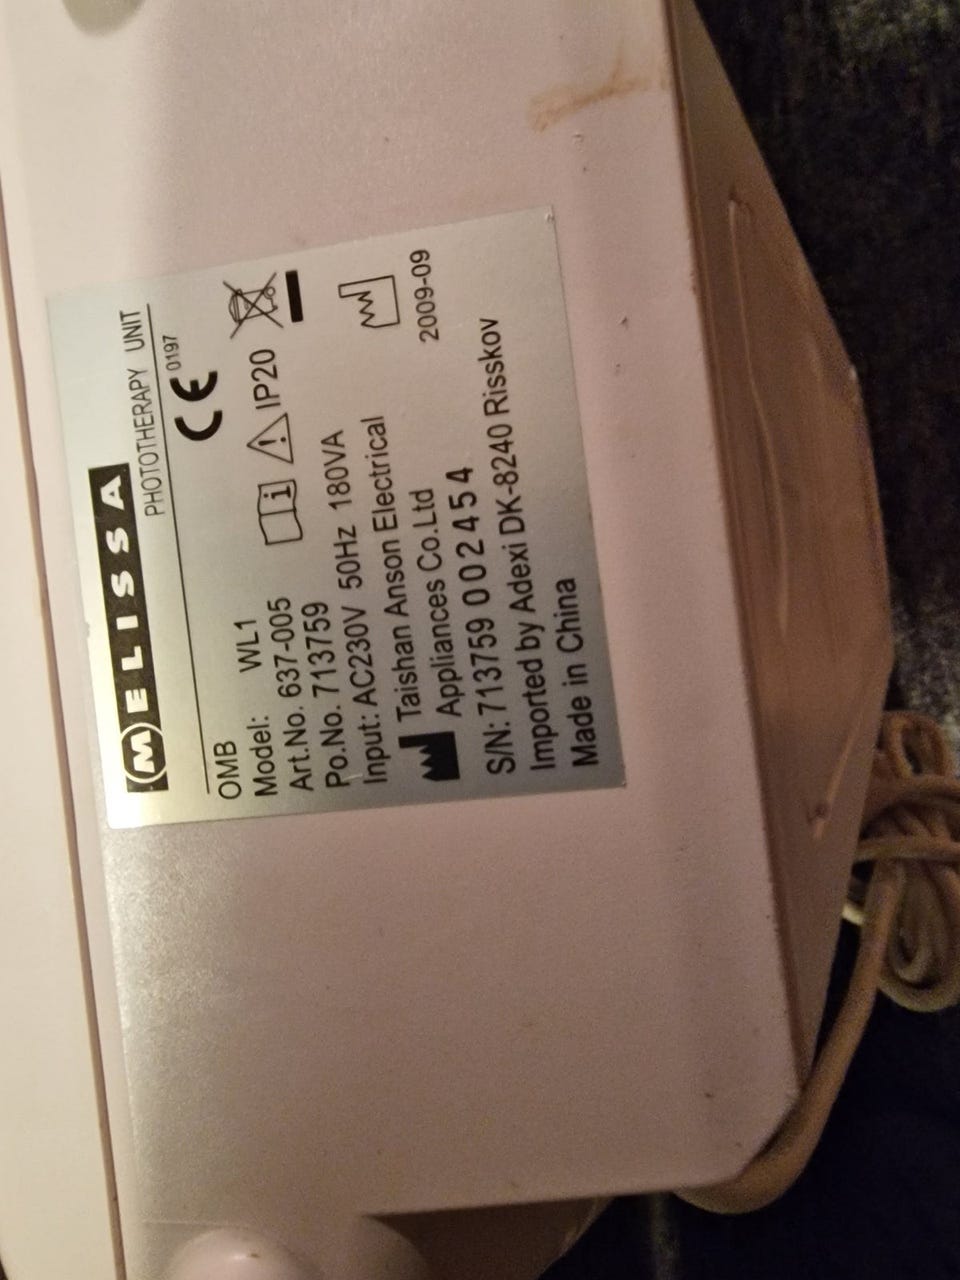 MELISSA
PHOTOTHERAPY UNIT
CE 0197
OMB
Model: WL1
Art.No. 637-005 IP20
Po.No. 713759
Input: AC230V 50Hz 180VA
Taishan Anson Electrical
Appliances Co.Ltd 2009-09
S/N: 713759 002454
Imported by Adexi DK-8240 Risskov
Made in China